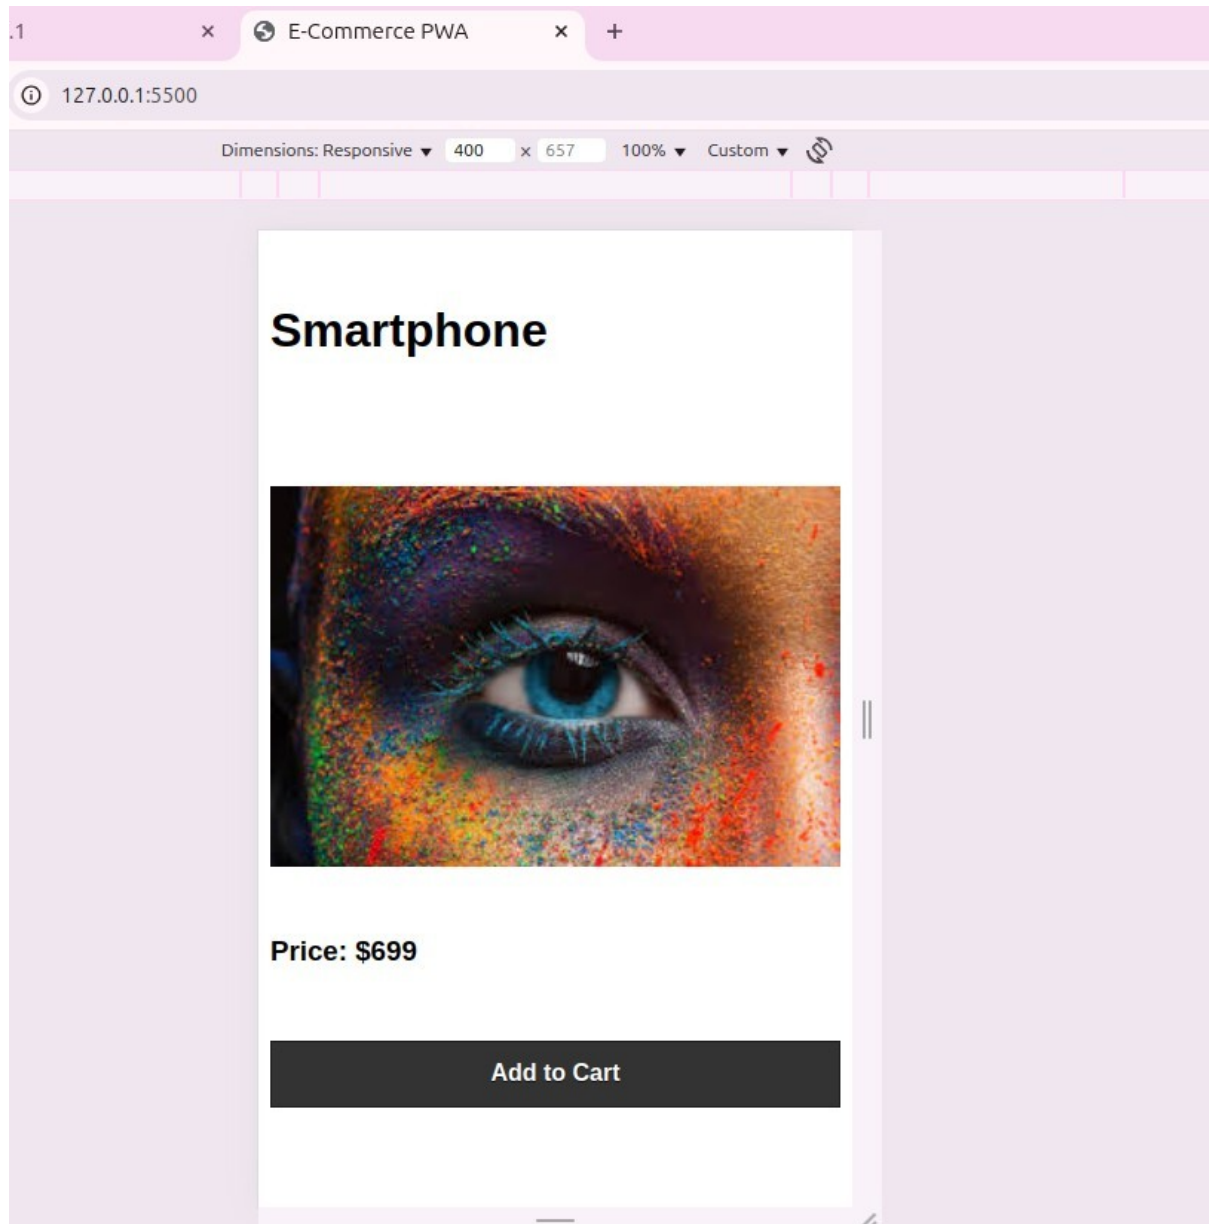 .1 × E-Commerce PWA × +
127.0.0.1:5500
Dimensions: Responsive ▼ 400 × 657 100% ▼ Custom ▼
Smartphone
Price: $699
Add to Cart